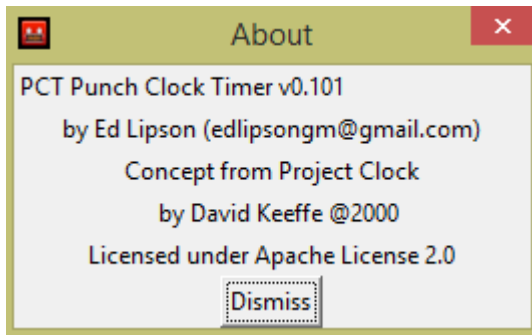 About
PCT Punch Clock Timer v0.101
by Ed Lipson (edlipsongm@gmail.com)
Concept from Project Clock
by David Keeffe @2000
Licensed under Apache License 2.0
Dismiss